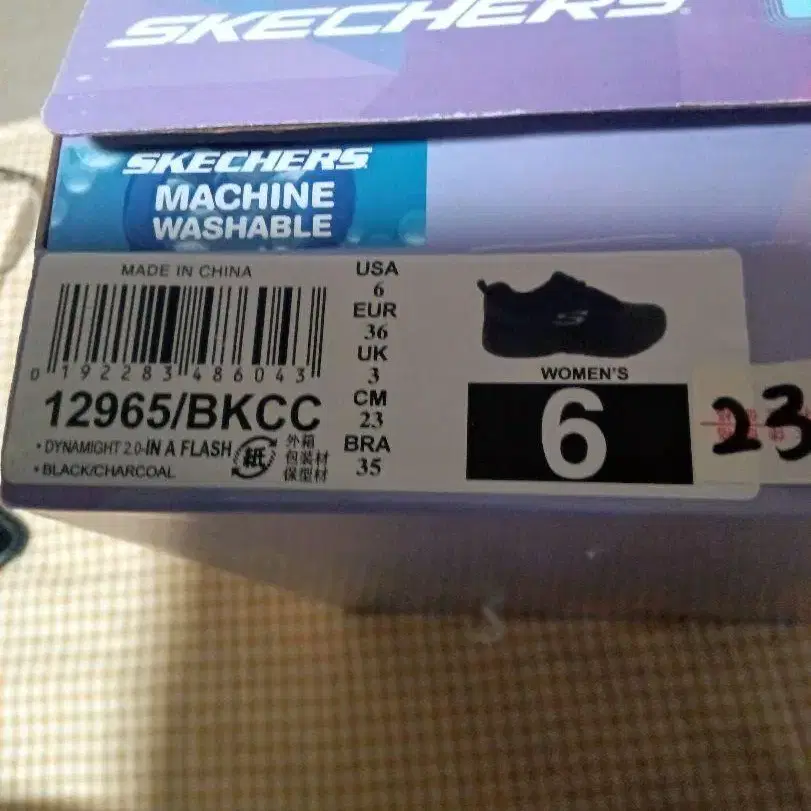 SKECHERS
SKECHERS
MACHINE
WASHABLE
MADE IN CHINA
0 192283 486043
12965/BKCC
• DYNAMIGHT 2.0-IN A FLASH
• BLACK/CHARCOAL
紙
外箱
包装材
保型材
USA
6
EUR
36
UK
3
CM
23
BRA
35
WOMEN'S
6
23